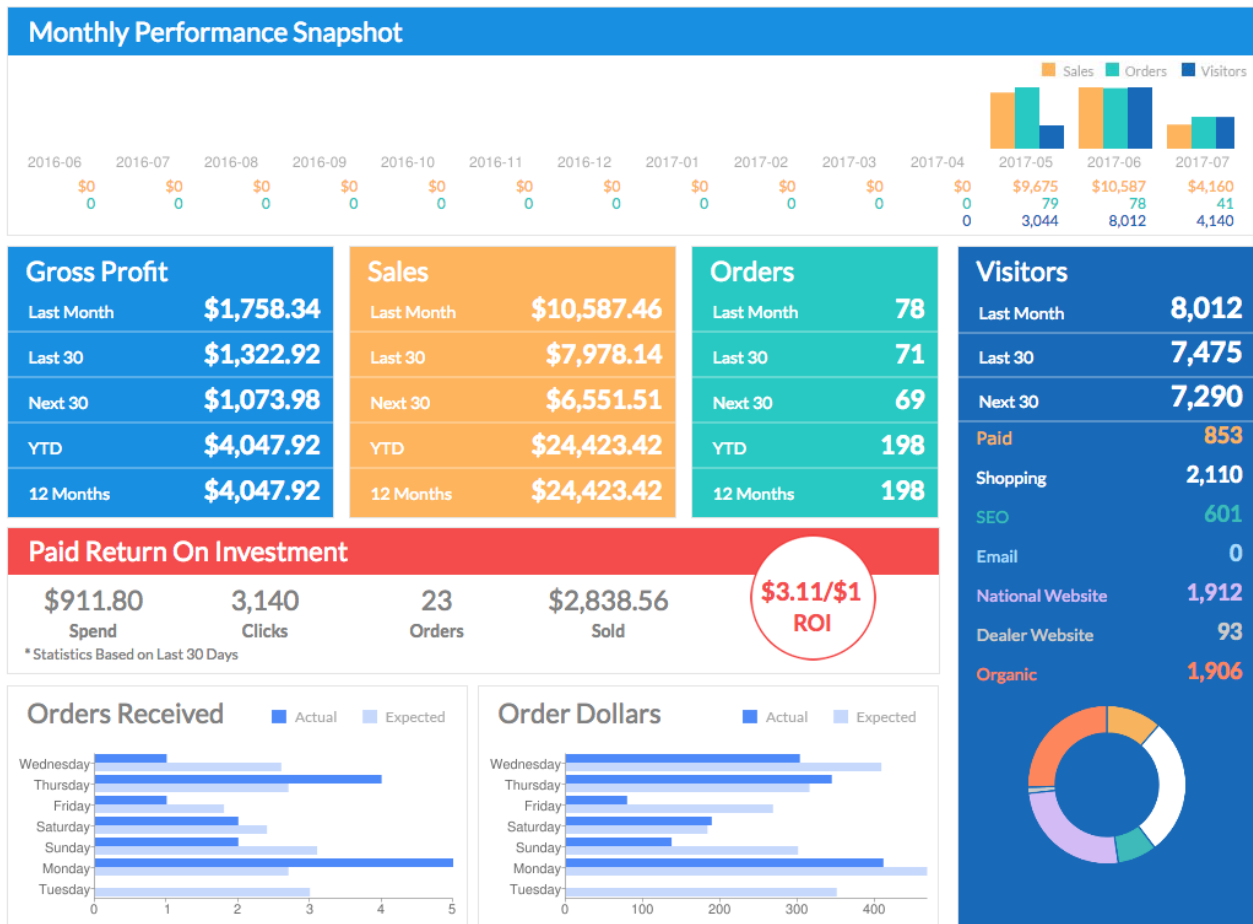 Monthly Performance Snapshot
Sales Orders Visitors
2016-06 2016-07 2016-08 2016-09 2016-10 2016-11 2016-12 2017-01 2017-02 2017-03 2017-04 2017-05 2017-06 2017-07
$0 $0 $0 $0 $0 $0 $0 $0 $0 $0 $0 $9,675 $10,587 $4,160
0 0 0 0 0 0 0 0 0 0 0 79 78 41
0 3,044 8,012 4,140
Gross Profit
Last Month $1,758.34
Last 30 $1,322.92
Next 30 $1,073.98
YTD $4,047.92
12 Months $4,047.92
Sales
Last Month $10,587.46
Last 30 $7,978.14
Next 30 $6,551.51
YTD $24,423.42
12 Months $24,423.42
Orders
Last Month 78
Last 30 71
Next 30 69
YTD 198
12 Months 198
Visitors
Last Month 8,012
Last 30 7,475
Next 30 7,290
Paid 853
Shopping 2,110
SEO 601
Email 0
National Website 1,912
Dealer Website 93
Organic 1,906
Paid Return On Investment
$911.80 3,140 23 $2,838.56
Spend Clicks Orders Sold
* Statistics Based on Last 30 Days
$3.11/$1
ROI
Orders Received
Actual Expected
Wednesday
Thursday
Friday
Saturday
Sunday
Monday
Tuesday
0 1 2 3 4 5
Order Dollars
Actual Expected
Wednesday
Thursday
Friday
Saturday
Sunday
Monday
Tuesday
0 100 200 300 400